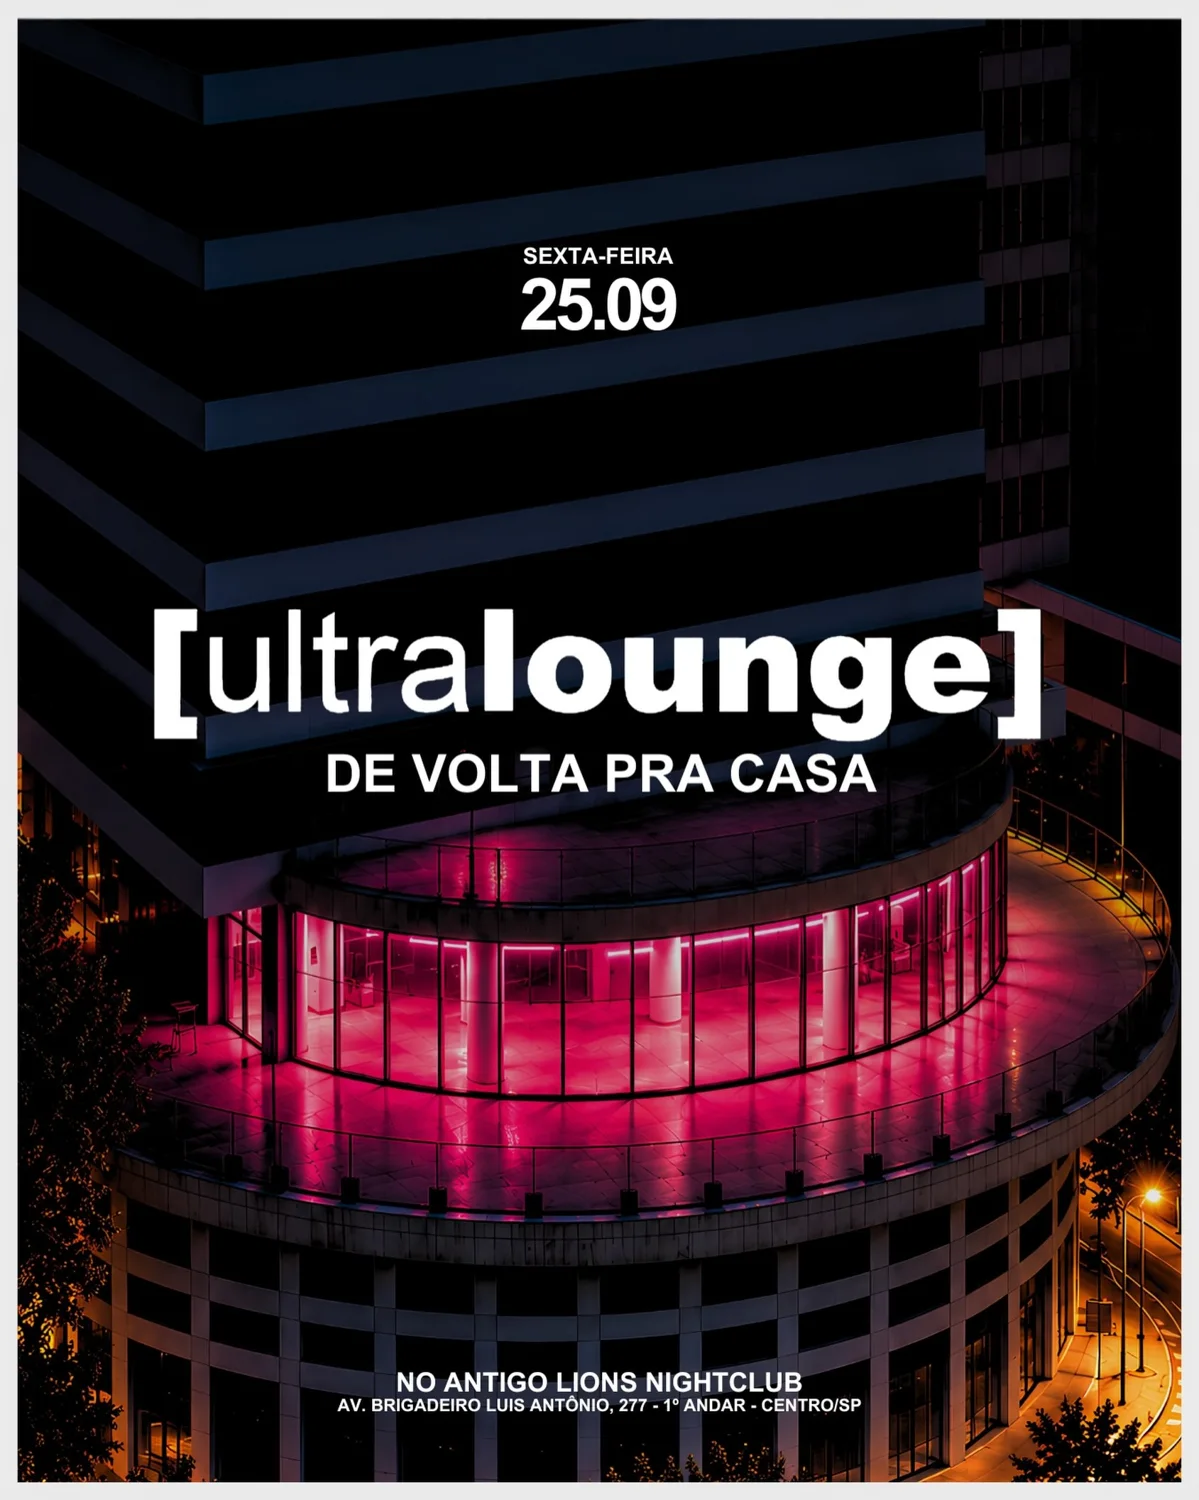 SEXTA-FEIRA
25.09
[ultralounge]
DE VOLTA PRA CASA
NO ANTIGO LIONS NIGHTCLUB
AV. BRIGADEIRO LUIS ANTÔNIO, 277 - 1º ANDAR - CENTRO/SP